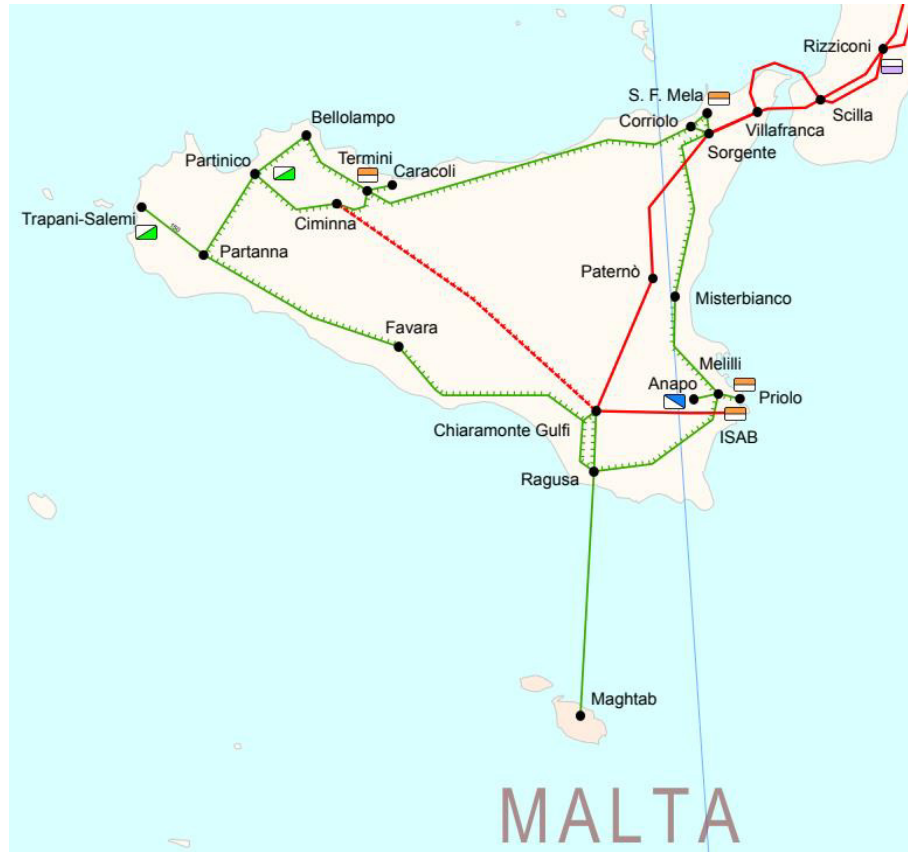 Rizziconi
S. F. Mela
Corriolo
Villafranca
Scilla
Sorgente
Bellolampo
Partinico
Termini
Caracoli
Trapani-Salemi
150
Ciminna
Partanna
Paternò
Misterbianco
Favara
Melilli
Anapo
Priolo
Chiaramonte Gulfi
ISAB
Ragusa
Maghtab
MALTA